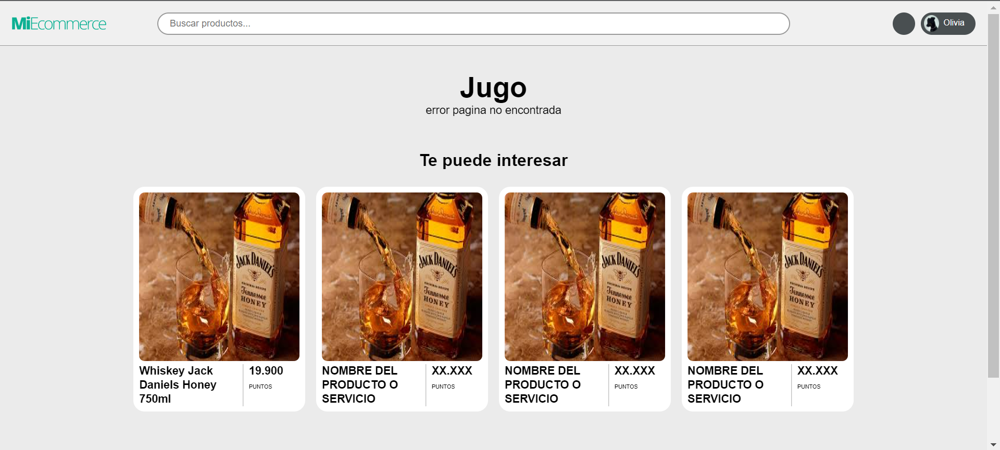 MiEcommerce
Buscar productos...
Olivia
Jugo
error pagina no encontrada
Te puede interesar
JACK DANIEL'S
Tennessee
HONEY
JACK DANIEL'S
Tennessee
HONEY
JACK DANIEL'S
Tennessee
HONEY
JACK DANIEL'S
Tennessee
HONEY
Whiskey Jack
Daniels Honey
750ml
19.900
PUNTOS
NOMBRE DEL
PRODUCTO O
SERVICIO
XX.XXX
PUNTOS
NOMBRE DEL
PRODUCTO O
SERVICIO
XX.XXX
PUNTOS
NOMBRE DEL
PRODUCTO O
SERVICIO
XX.XXX
PUNTOS